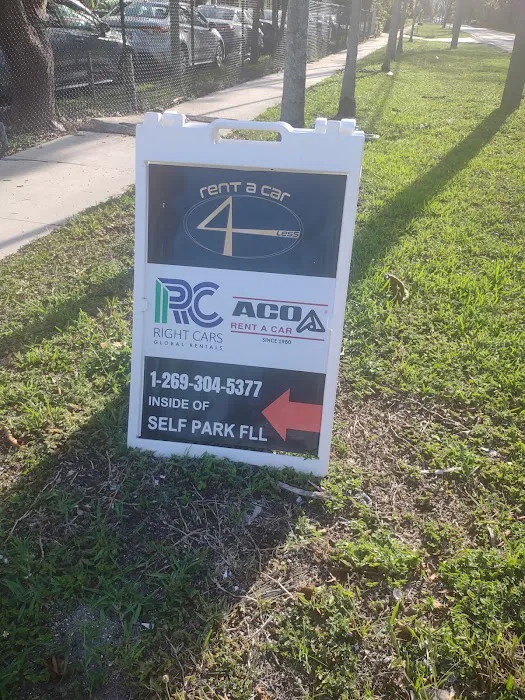 rent a car
4
LESS
RC
RIGHT CARS
GLOBAL RENTALS
ACO
RENT A CAR
SINCE 1980
1-269-304-5377
INSIDE OF
SELF PARK FLL